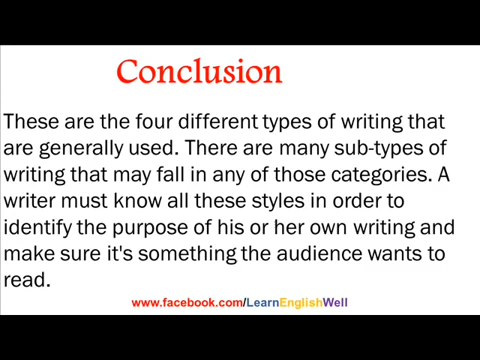 Conclusion
These are the four different types of writing that
are generally used. There are many sub-types of
writing that may fall in any of those categories. A
writer must know all these styles in order to
identify the purpose of his or her own writing and
make sure it's something the audience wants to
read.
www.facebook.com/LearnEnglishWell